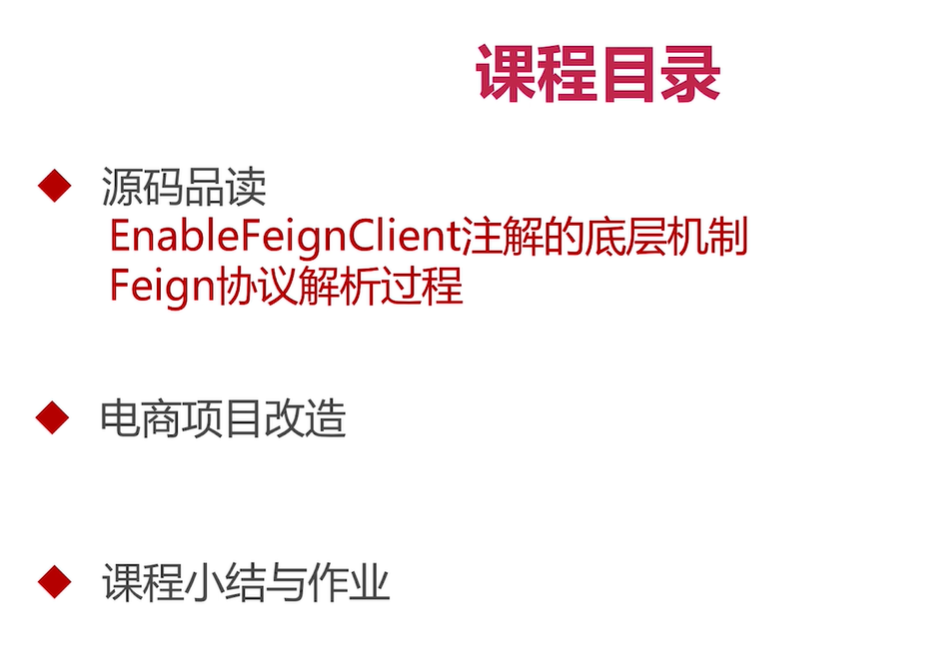 课程目录
源码品读
EnableFeignClient注解的底层机制
Feign协议解析过程
电商项目改造
课程小结与作业